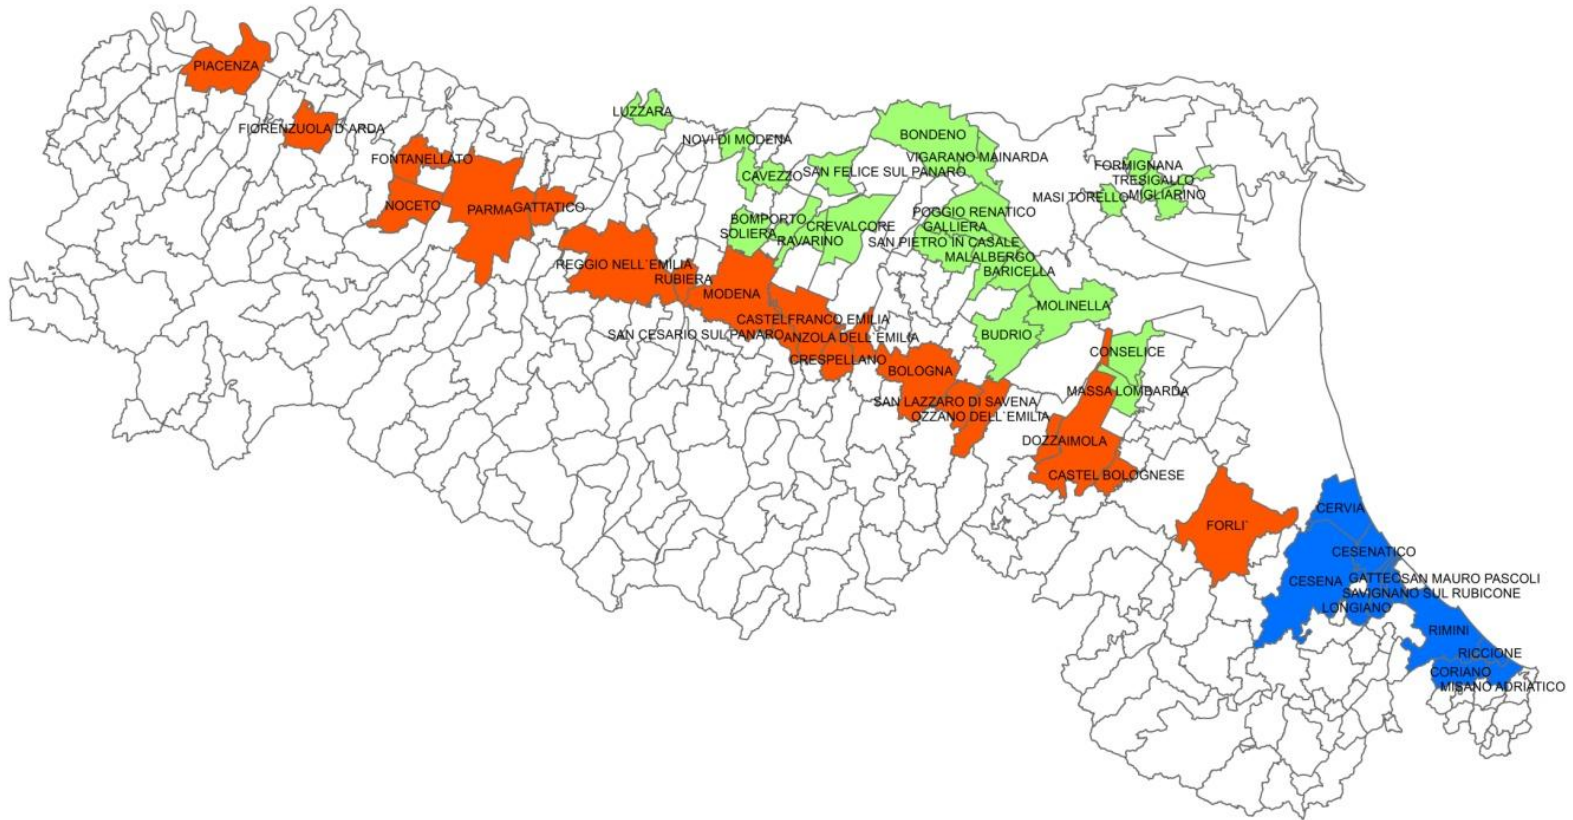 PIACENZA
FIORENZUOLA D`ARDA
LUZZARA
FONTANELLATO
NOVI DI MODENA
BONDENO
VIGARANO MAINARDA
CAVEZZO
SAN FELICE SUL PANARO
FORMIGNANA
TRESIGALLO
MASI TORELLO
MIGLIARINO
NOCETO
PARMA
GATTATICO
BOMPORTO
SOLIERA
RAVARINO
CREVALCORE
POGGIO RENATICO
GALLIERA
SAN PIETRO IN CASALE
MALALBERGO
BARICELLA
REGGIO NELL`EMILIA
RUBIERA
MODENA
MOLINELLA
CASTELFRANCO EMILIA
SAN CESARIO SUL PANARO
ANZOLA DELL`EMILIA
BUDRIO
CRESPELLANO
CONSELICE
BOLOGNA
MASSA LOMBARDA
SAN LAZZARO DI SAVENA
OZZANO DELL`EMILIA
DOZZA
IMOLA
CASTEL BOLOGNESE
FORLI`
CERVIA
CESENATICO
CESENA
GATTEO
SAN MAURO PASCOLI
SAVIGNANO SUL RUBICONE
LONGIANO
RIMINI
RICCIONE
CORIANO
MISANO ADRIATICO